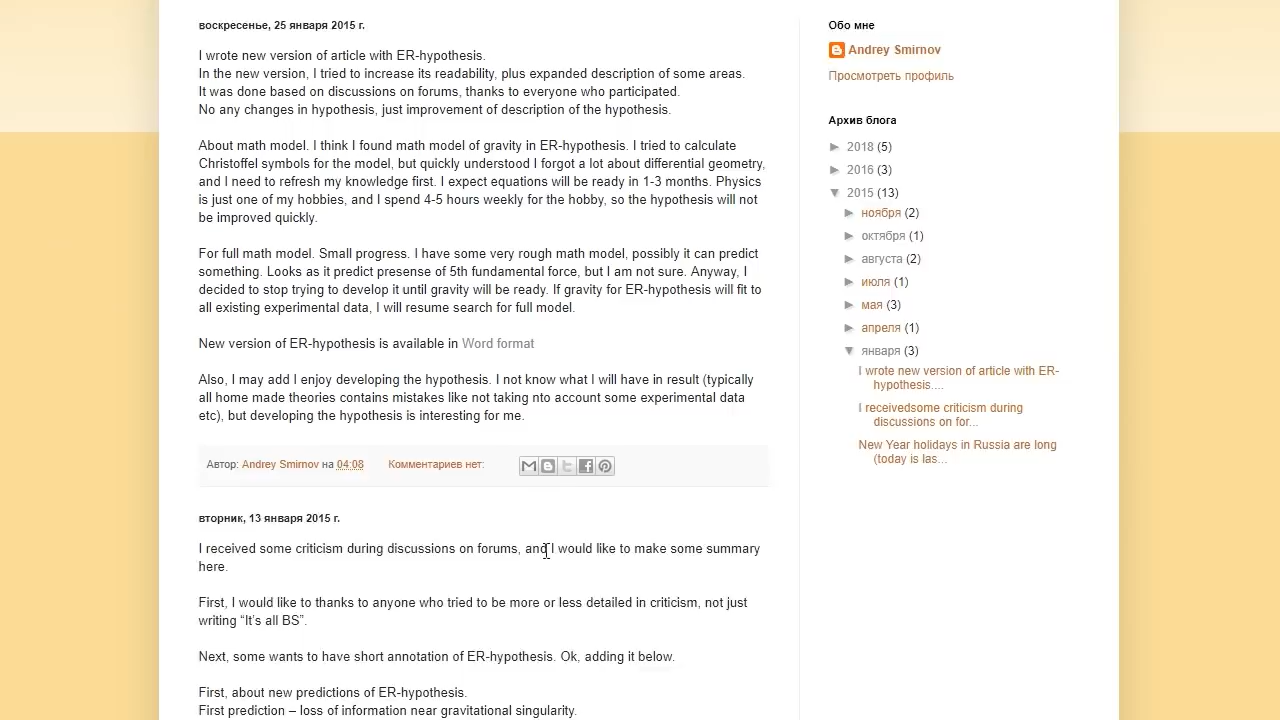 воскресенье, 25 января 2015 г.
I wrote new version of article with ER-hypothesis.
In the new version, I tried to increase its readability, plus expanded description of some areas.
It was done based on discussions on forums, thanks to everyone who participated.
No any changes in hypothesis, just improvement of description of the hypothesis.
About math model. I think I found math model of gravity in ER-hypothesis. I tried to calculate
Christoffel symbols for the model, but quickly understood I forgot a lot about differential geometry,
and I need to refresh my knowledge first. I expect equations will be ready in 1-3 months. Physics
is just one of my hobbies, and I spend 4-5 hours weekly for the hobby, so the hypothesis will not
be improved quickly.
For full math model. Small progress. I have some very rough math model, possibly it can predict
something. Looks as it predict presense of 5th fundamental force, but I am not sure. Anyway, I
decided to stop trying to develop it until gravity will be ready. If gravity for ER-hypothesis will fit to
all existing experimental data, I will resume search for full model.
New version of ER-hypothesis is available in Word format
Also, I may add I enjoy developing the hypothesis. I not know what I will have in result (typically
all home made theories contains mistakes like not taking nto account some experimental data
etc), but developing the hypothesis is interesting for me.
Автор: Andrey Smirnov на 04:08 Комментариев нет:
вторник, 13 января 2015 г.
I received some criticism during discussions on forums, and I would like to make some summary
here.
First, I would like to thanks to anyone who tried to be more or less detailed in criticism, not just
writing “It’s all BS”.
Next, some wants to have short annotation of ER-hypothesis. Ok, adding it below.
First, about new predictions of ER-hypothesis.
First prediction – loss of information near gravitational singularity.
Обо мне
Andrey Smirnov
Просмотреть профиль
Архив блога
► 2018 (5)
► 2016 (3)
▼ 2015 (13)
► ноября (2)
► октября (1)
► августа (2)
► июля (1)
► мая (3)
► апреля (1)
▼ января (3)
I wrote new version of article with ER-
hypothesis....
I receivedsome criticism during
discussions on for...
New Year holidays in Russia are long
(today is las...